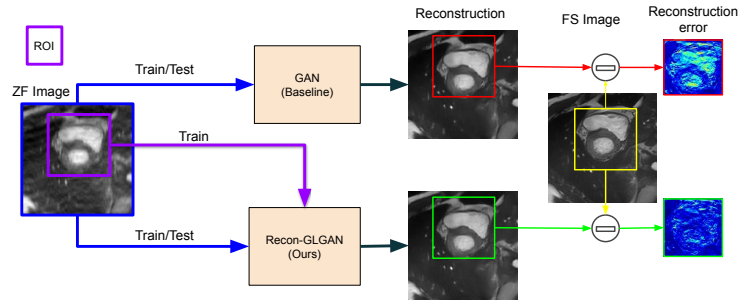 Reconstruction
FS Image
Reconstruction
error
ROI
Train/Test
GAN
(Baseline)
ZF Image
Train
Train/Test
Recon-GLGAN
(Ours)